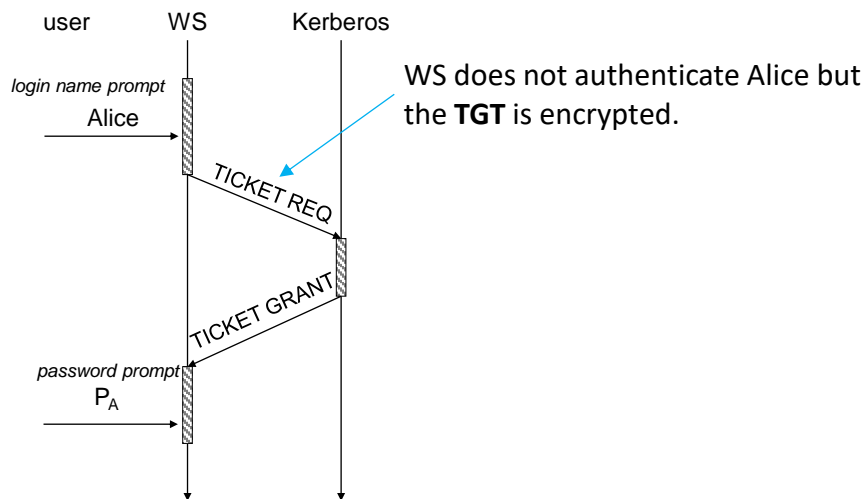 user WS Kerberos
login name prompt
Alice
WS does not authenticate Alice but
the TGT is encrypted.
TICKET REQ
TICKET GRANT
password prompt
P_A